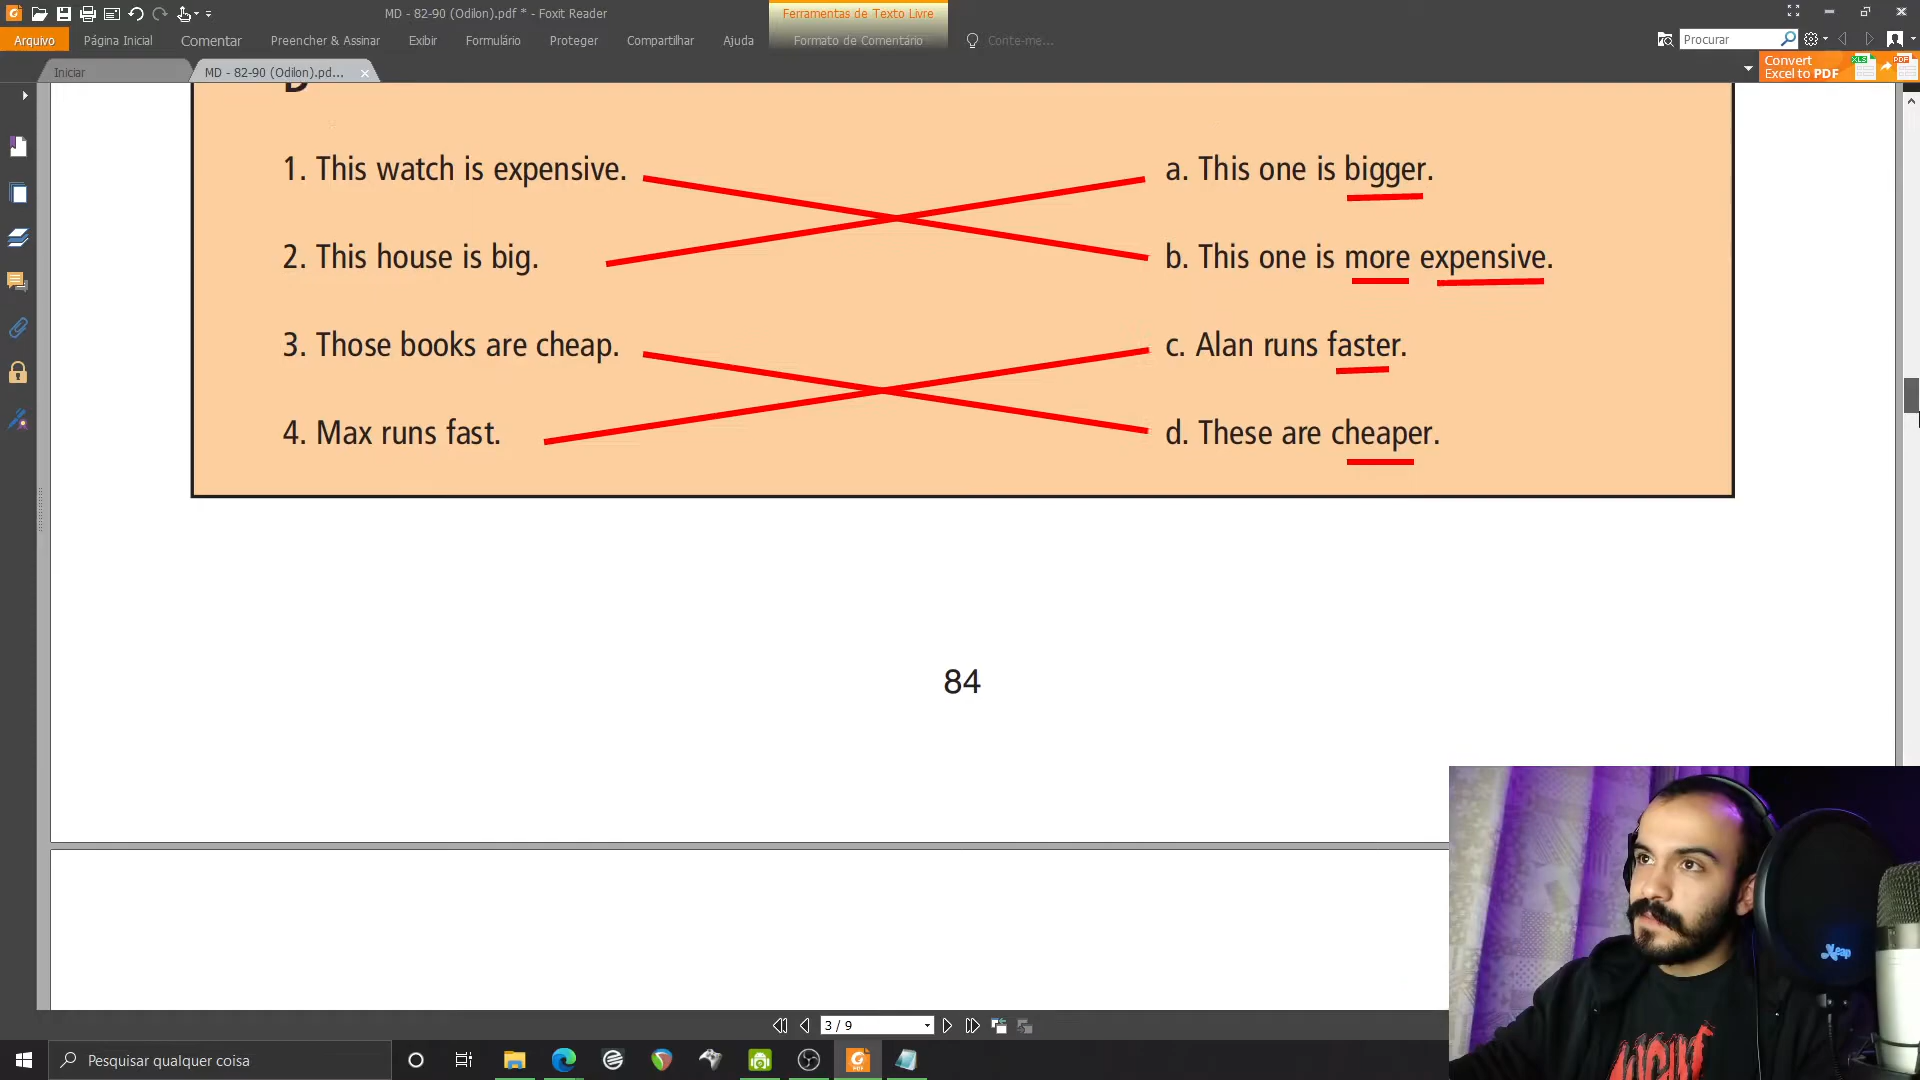 MD - 82-90 (Odilon).pdf * - Foxit Reader
Ferramentas de Texto Livre
Arquivo Página Inicial Comentar Preencher & Assinar Exibir Formulário Proteger Compartilhar Ajuda Formato de Comentário Conte-me... Procurar
Iniciar MD - 82-90 (Odilon).pd...
Convert
Excel to PDF
1. This watch is expensive. a. This one is bigger.
2. This house is big. b. This one is more expensive.
3. Those books are cheap. c. Alan runs faster.
4. Max runs fast. d. These are cheaper.
84
3 / 9
Pesquisar qualquer coisa